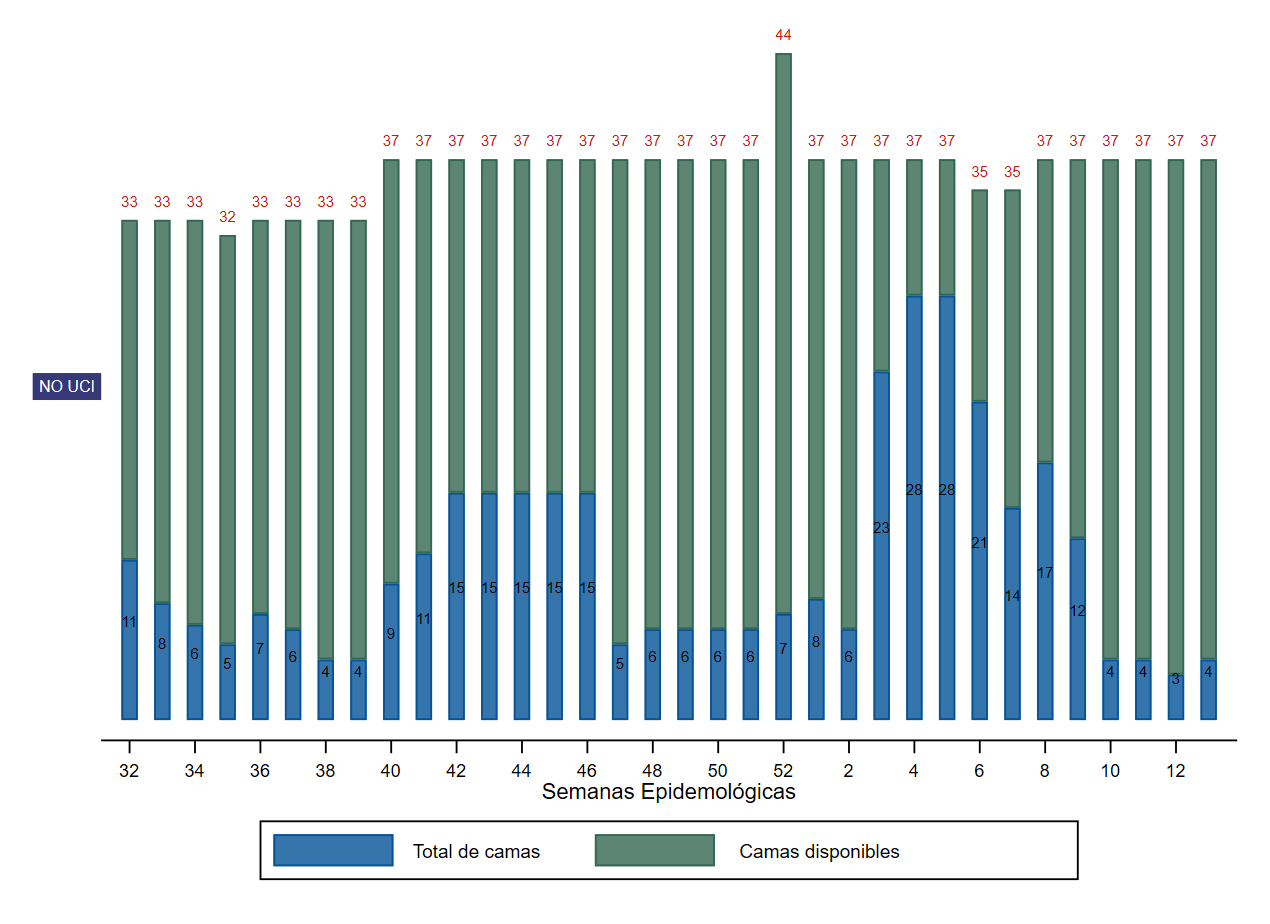 44
37 37 37 37 37 37 37 37 37 37 37 37 37 37 37 37 37 37 37 37 37 37 37
35 35
33 33 33 32 33 33 33 33
NO UCI
11 8 6 5 7 6 4 4 9 11 15 15 15 15 15 5 6 6 6 6 7 8 6 23 28 28 21 14 17 12 4 4 3 4
32 34 36 38 40 42 44 46 48 50 52 2 4 6 8 10 12
Semanas Epidemológicas
Total de camas Camas disponibles